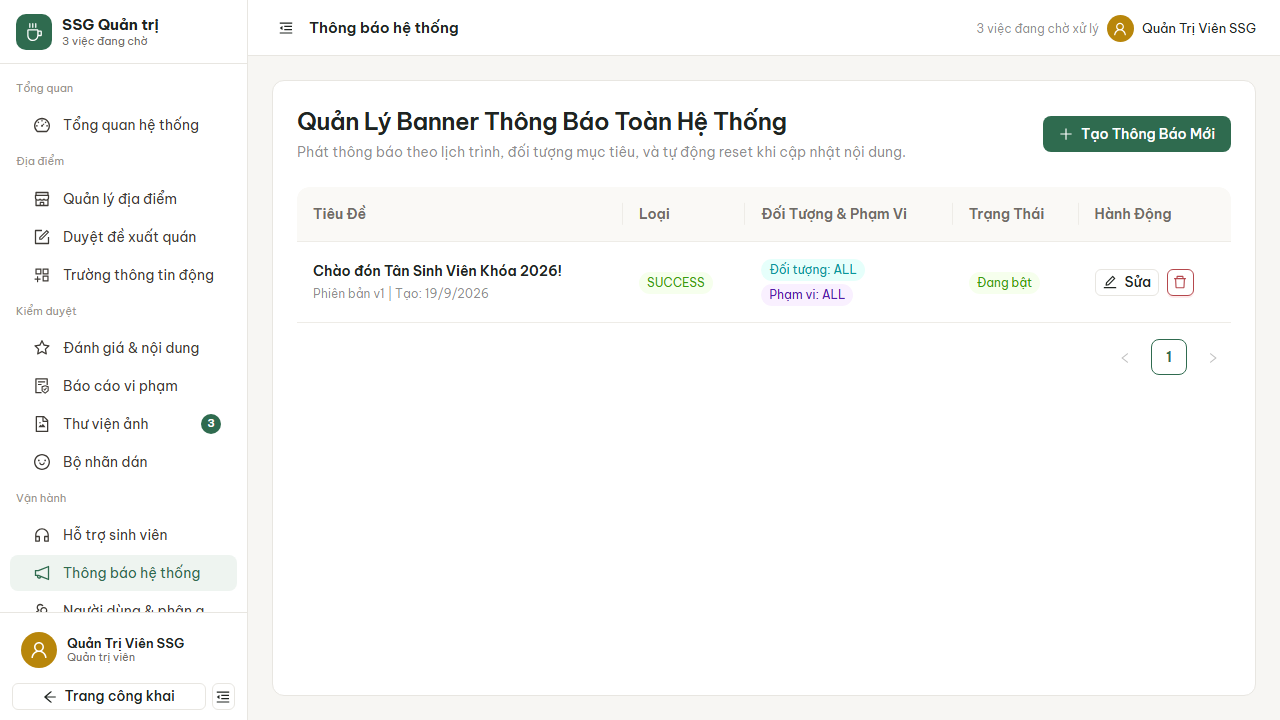 SSG Quản trị
3 việc đang chờ
Tổng quan
Tổng quan hệ thống
Địa điểm
Quản lý địa điểm
Duyệt đề xuất quán
Trường thông tin động
Kiểm duyệt
Đánh giá & nội dung
Báo cáo vi phạm
Thư viện ảnh
3
Bộ nhãn dán
Vận hành
Hỗ trợ sinh viên
Thông báo hệ thống
Người dùng & phân q
Quản Trị Viên SSG
Quản trị viên
Trang công khai
Thông báo hệ thống
3 việc đang chờ xử lý
Quản Trị Viên SSG
Quản Lý Banner Thông Báo Toàn Hệ Thống
Phát thông báo theo lịch trình, đối tượng mục tiêu, và tự động reset khi cập nhật nội dung.
Tạo Thông Báo Mới
Tiêu Đề Loại Đối Tượng & Phạm Vi Trạng Thái Hành Động
Chào đón Tân Sinh Viên Khóa 2026!
Phiên bản v1 | Tạo: 19/9/2026
SUCCESS
Đối tượng: ALL
Phạm vi: ALL
Đang bật
Sửa
1